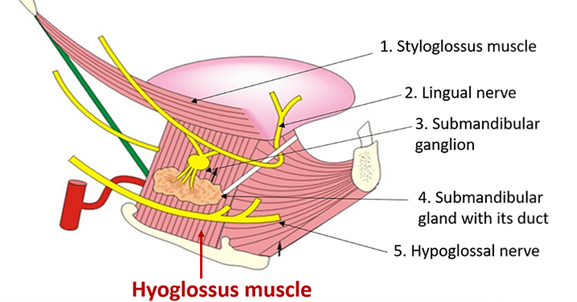 1. Styloglossus muscle
2. Lingual nerve
3. Submandibular
ganglion
4. Submandibular
gland with its duct
5. Hypoglossal nerve
Hyoglossus muscle